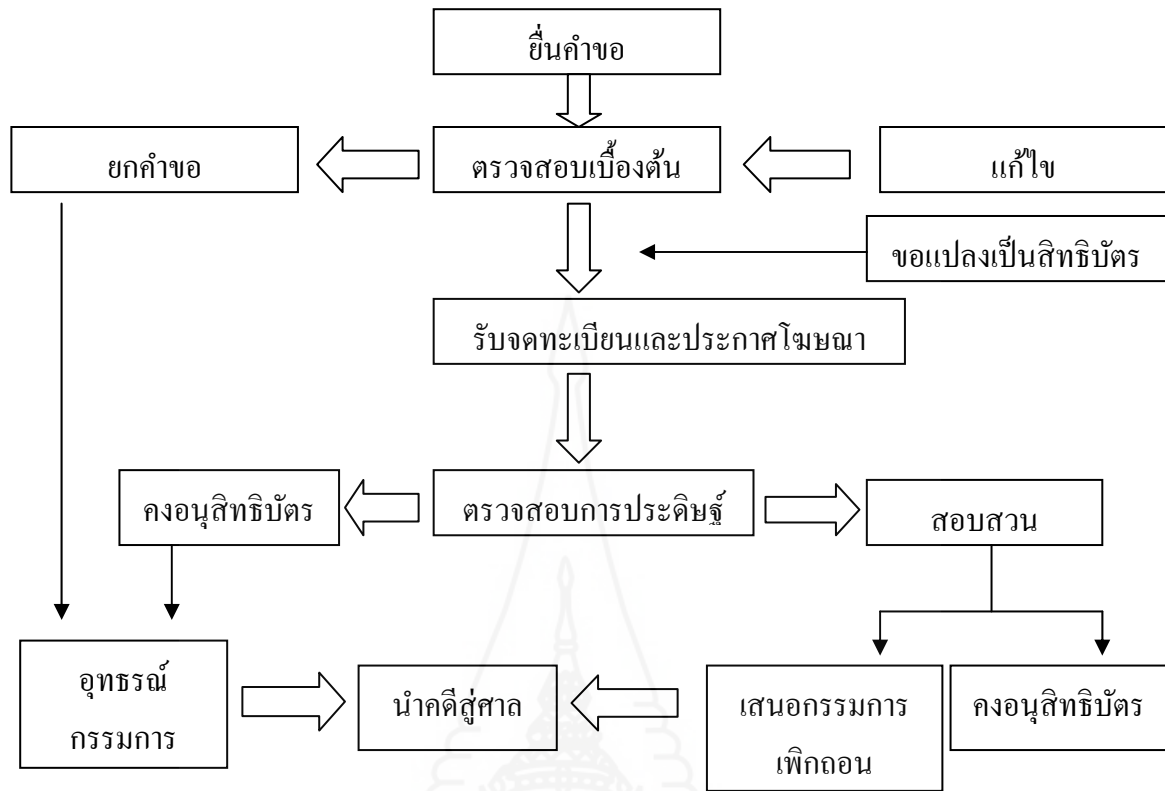 ยื่นคำขอ
ยกคำขอ
ตรวจสอบเบื้องต้น
แก้ไข
ขอแปลงเป็นสิทธิบัตร
รับจดทะเบียนและประกาศโฆษณา
คงอนุสิทธิบัตร
ตรวจสอบการประดิษฐ์
สอบสวน
อุทธรณ์
กรรมการ
นำคดีสู่ศาล
เสนอกรรมการ
เพิกถอน
คงอนุสิทธิบัตร